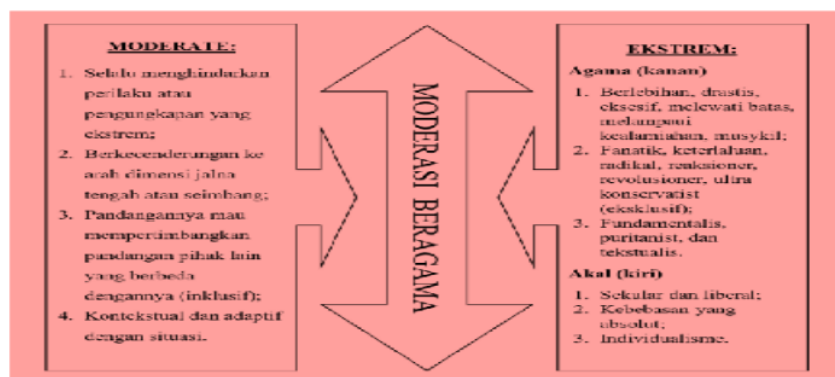 MODERATE:
1. Selalu menghindarkan
perilaku atau
pengungkapan yang
ekstrem;
2. Berkecenderungan ke
arah dimensi jalna
tengah atau seimbang;
3. Pandangannya mau
mempertimbangkan
pandangan pihak lain
yang berbeda
dengannya (inklusif);
4. Kontekstual dan adaptif
dengan situasi.
MODERASI BERAGAMA
EKSTREM:
Agama (kanan)
1. Berlebihan, drastis,
eksesif, melewati batas,
melampaui
kealamiahan, musykil;
2. Fanatik, keterlaluan,
radikal, reaksioner,
revolusioner, ultra
konservatist
(eksklusif);
3. Fundamentalis,
puritanist, dan
tekstualis.
Akal (kiri)
1. Sekular dan liberal;
2. Kebebasan yang
absolut;
3. Individualisme.